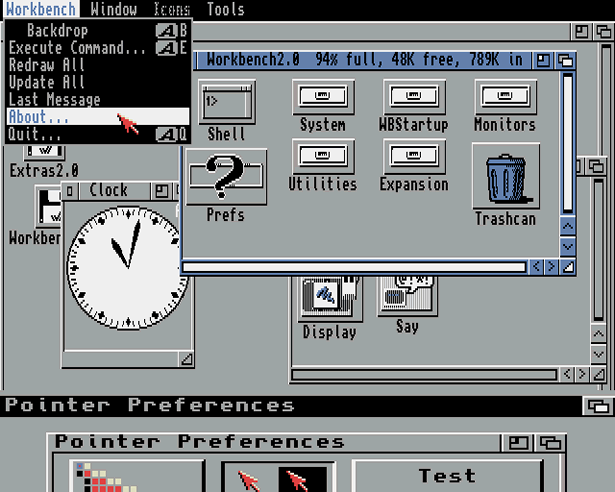 Workbench Window Icons Tools
Backdrop B
Execute Command... E
Redraw All
Update All
Last Message
About...
Quit... Q
Workbench2.0 94% full, 48K free, 789K in
1>
Shell
System
WBStartup
Monitors
?
Prefs
Utilities
Expansion
Trashcan
Extras2.0
Clock
Workben
Display
Say
Pointer Preferences
Pointer Preferences
Test